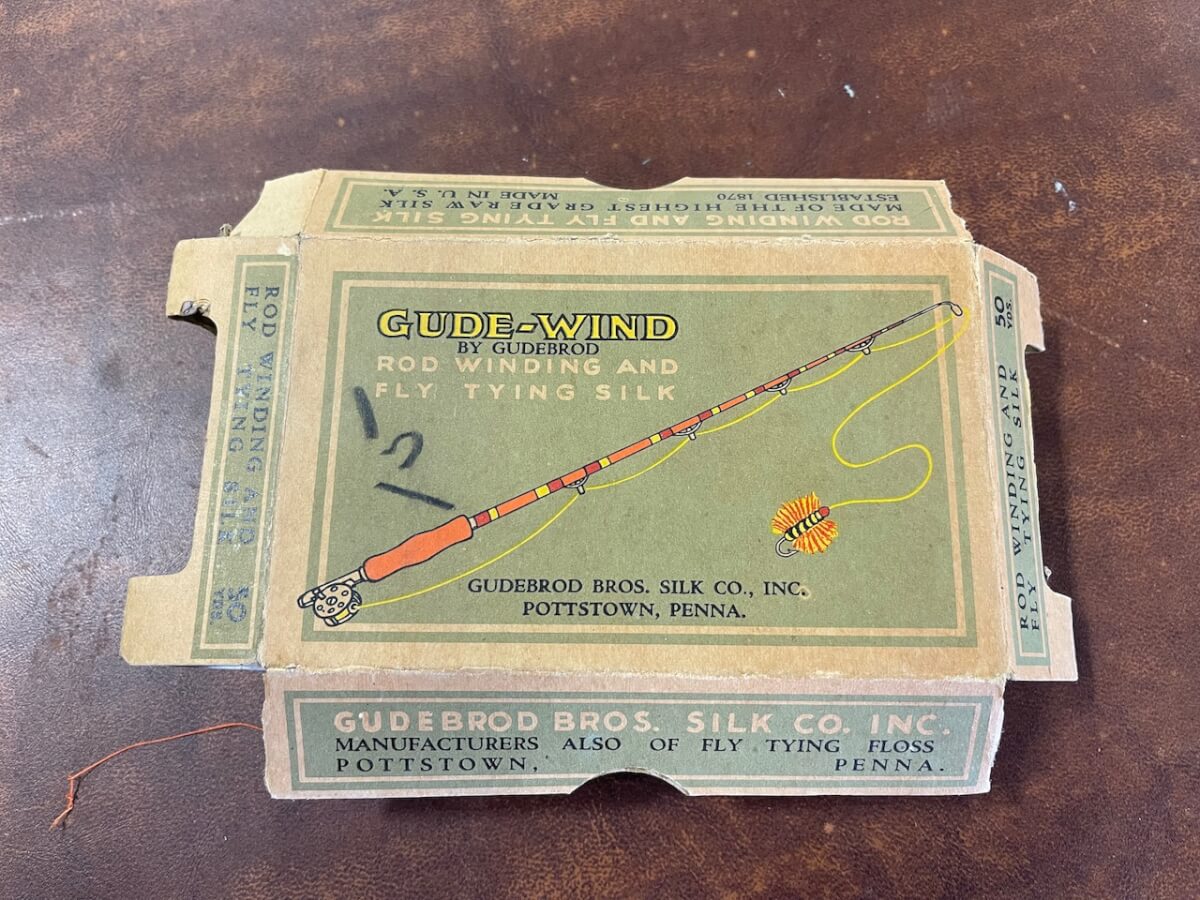 ROD WINDING AND FLY TYING SILK
MADE OF THE HIGHEST GRADE RAW SILK
ESTABLISHED 1870 MADE IN U. S. A.
ROD WINDING AND 50
FLY TYING SILK YDS.
GUDE-WIND
BY GUDEBROD
ROD WINDING AND
FLY TYING SILK
GUDEBROD BROS. SILK CO., INC.
POTTSTOWN, PENNA.
ROD WINDING AND 50
FLY TYING SILK YDS.
GUDEBROD BROS. SILK CO. INC.
MANUFACTURERS ALSO OF FLY TYING FLOSS
POTTSTOWN, PENNA.